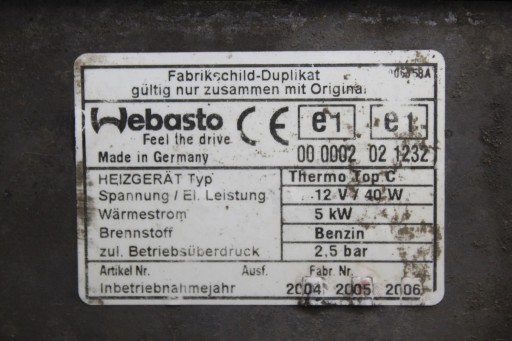 Fabrikschild-Duplikat
gültig nur zusammen mit Original
Webasto CE e1 e1
Feel the drive
Made in Germany 00 0002 02 1232
HEIZGERÄT Typ Thermo Top C
Spannung / El. Leistung 12 V / 40 W
Wärmestrom 5 kW
Brennstoff Benzin
zul. Betriebsüberdruck 2,5 bar
Artikel Nr. Ausf. Fabr. Nr.
Inbetriebnahmejahr 2004 2005 2006